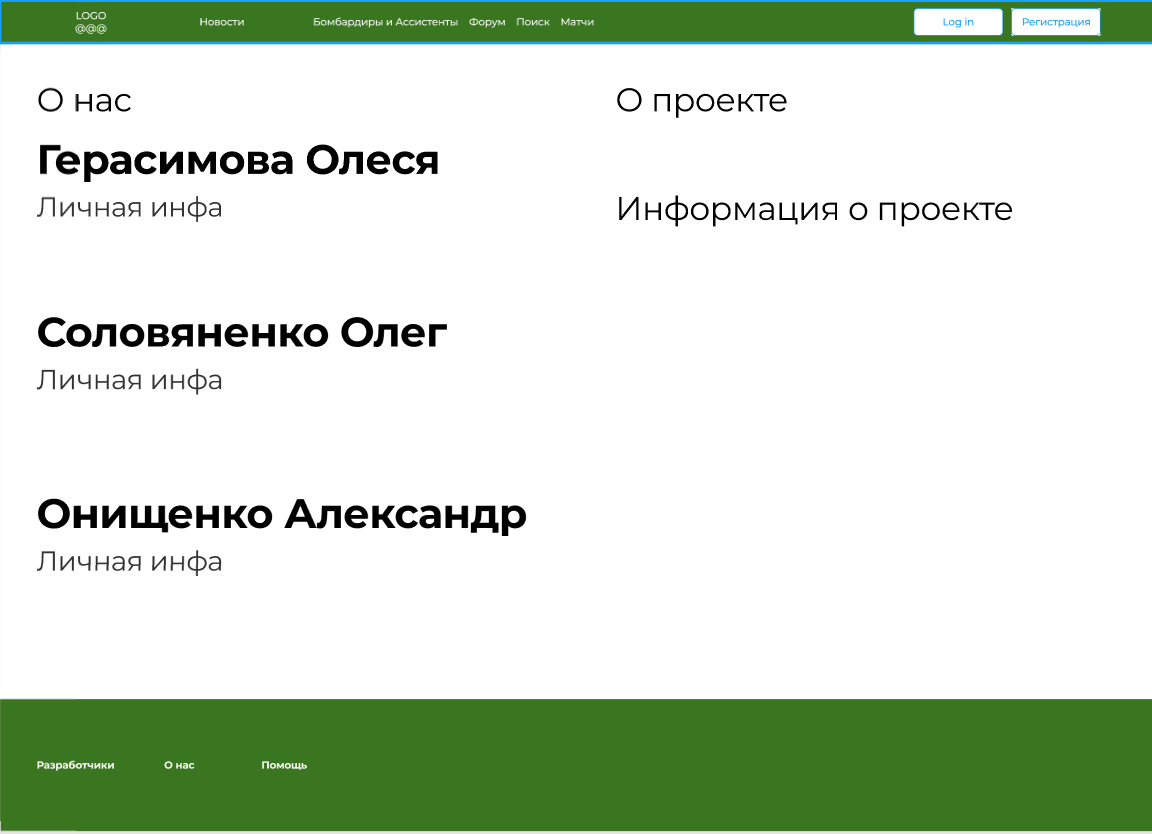 LOGO
@@@
Новости
Бомбардиры и Ассистенты
Форум
Поиск
Матчи
Log in
Регистрация
О нас
Герасимова Олеся
Личная инфа
Соловяненко Олег
Личная инфа
Онищенко Александр
Личная инфа
О проекте
Информация о проекте
Разработчики
О нас
Помощь